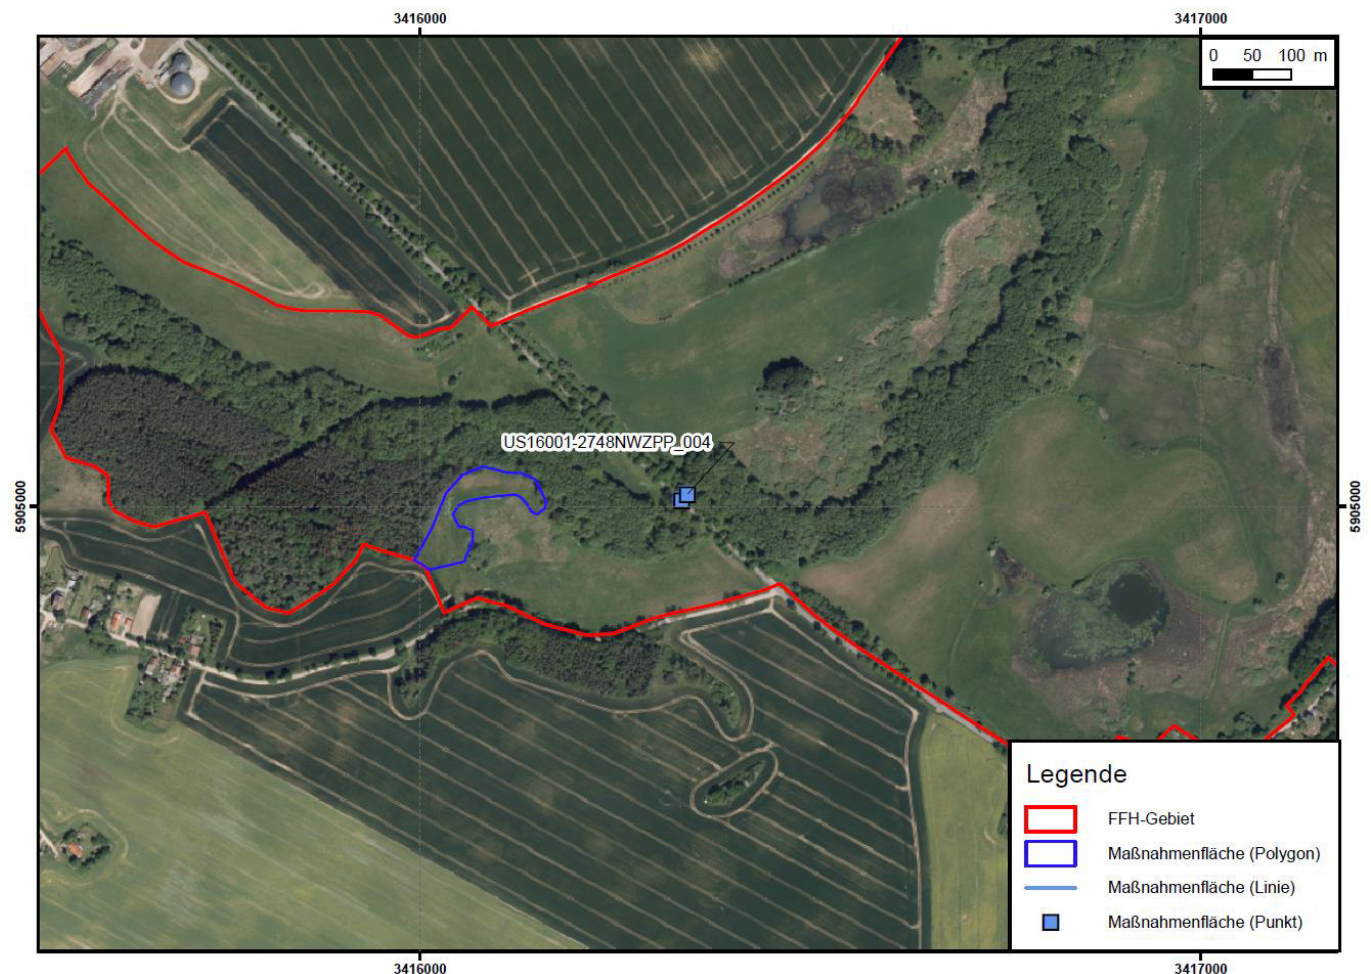 3416000
3417000
0 50 100 m
US16001-2748NWZPP_004
5905000
5905000
Legende
FFH-Gebiet
Maßnahmenfläche (Polygon)
Maßnahmenfläche (Linie)
Maßnahmenfläche (Punkt)
3416000
3417000